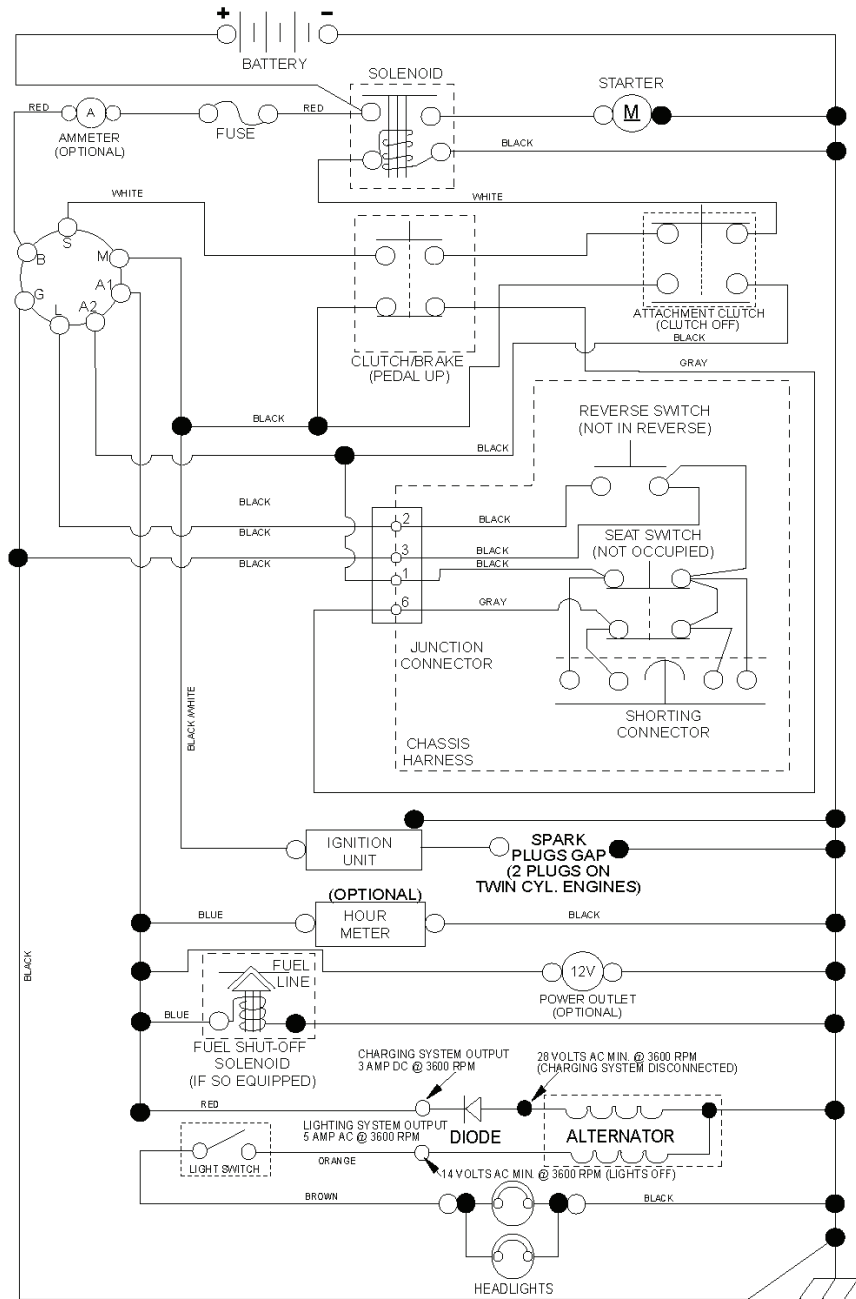 + -
BATTERY
SOLENOID
STARTER
RED
A
AMMETER
(OPTIONAL)
FUSE
RED
M
BLACK
WHITE
WHITE
S
B
M
G
A1
L
A2
CLUTCH/BRAKE
(PEDAL UP)
ATTACHMENT CLUTCH
(CLUTCH OFF)
BLACK
GRAY
BLACK
BLACK
REVERSE SWITCH
(NOT IN REVERSE)
BLACK
2
BLACK
BLACK
SEAT SWITCH
(NOT OCCUPIED)
3
BLACK
BLACK
BLACK
1
6
GRAY
JUNCTION
CONNECTOR
SHORTING
CONNECTOR
CHASSIS
HARNESS
BLACK/WHITE
IGNITION
UNIT
SPARK
PLUGS GAP
(2 PLUGS ON
TWIN CYL. ENGINES)
(OPTIONAL)
BLUE
HOUR
METER
BLACK
BLACK
FUEL
LINE
12V
POWER OUTLET
(OPTIONAL)
BLUE
FUEL SHUT-OFF
SOLENOID
(IF SO EQUIPPED)
CHARGING SYSTEM OUTPUT
3 AMP DC @ 3600 RPM
28 VOLTS AC MIN. @ 3600 RPM
(CHARGING SYSTEM DISCONNECTED)
RED
LIGHTING SYSTEM OUTPUT
5 AMP AC @ 3600 RPM
DIODE
ALTERNATOR
LIGHT SWITCH
ORANGE
14 VOLTS AC MIN. @ 3600 RPM (LIGHTS OFF)
BROWN
BLACK
HEADLIGHTS